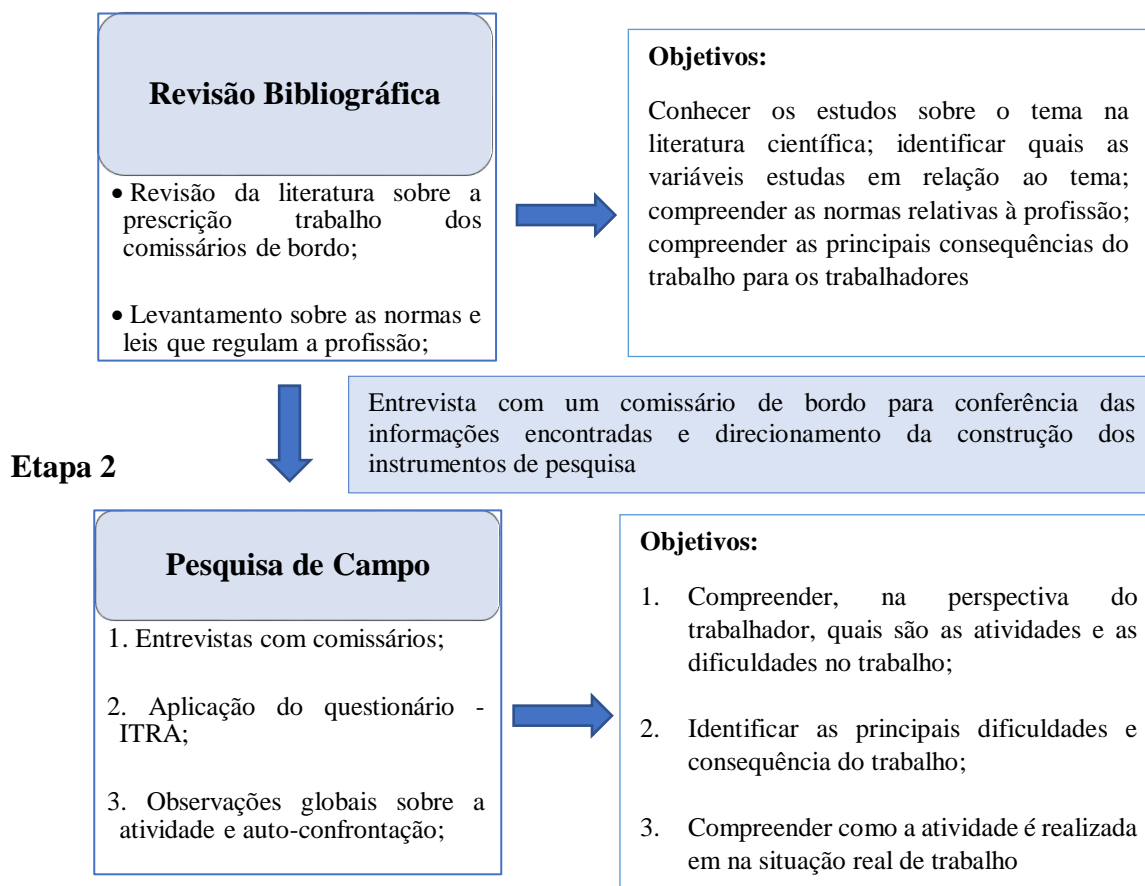 Revisão Bibliográfica
• Revisão da literatura sobre a
prescrição trabalho dos
comissários de bordo;
• Levantamento sobre as normas e
leis que regulam a profissão;
Objetivos:
Conhecer os estudos sobre o tema na
literatura científica; identificar quais as
variáveis estudas em relação ao tema;
compreender as normas relativas à profissão;
compreender as principais consequências do
trabalho para os trabalhadores
Entrevista com um comissário de bordo para conferência das
informações encontradas e direcionamento da construção dos
instrumentos de pesquisa
Etapa 2
Pesquisa de Campo
1. Entrevistas com comissários;
2. Aplicação do questionário -
ITRA;
3. Observações globais sobre a
atividade e auto-confrontação;
Objetivos:
1. Compreender, na perspectiva do
trabalhador, quais são as atividades e as
dificuldades no trabalho;
2. Identificar as principais dificuldades e
consequência do trabalho;
3. Compreender como a atividade é realizada
em na situação real de trabalho